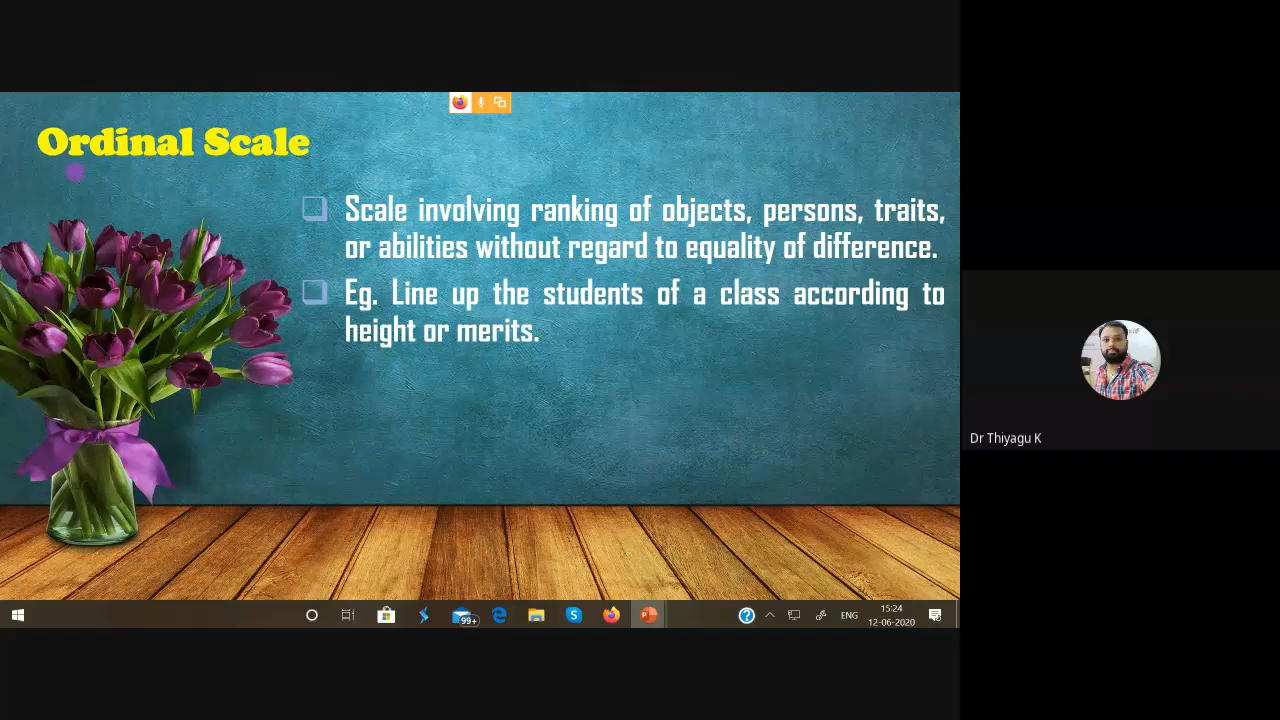 Ordinal Scale
Scale involving ranking of objects, persons, traits,
or abilities without regard to equality of difference.
Eg. Line up the students of a class according to
height or merits.
Dr Thiyagu K
99+
ENG
15:24
12-06-2020